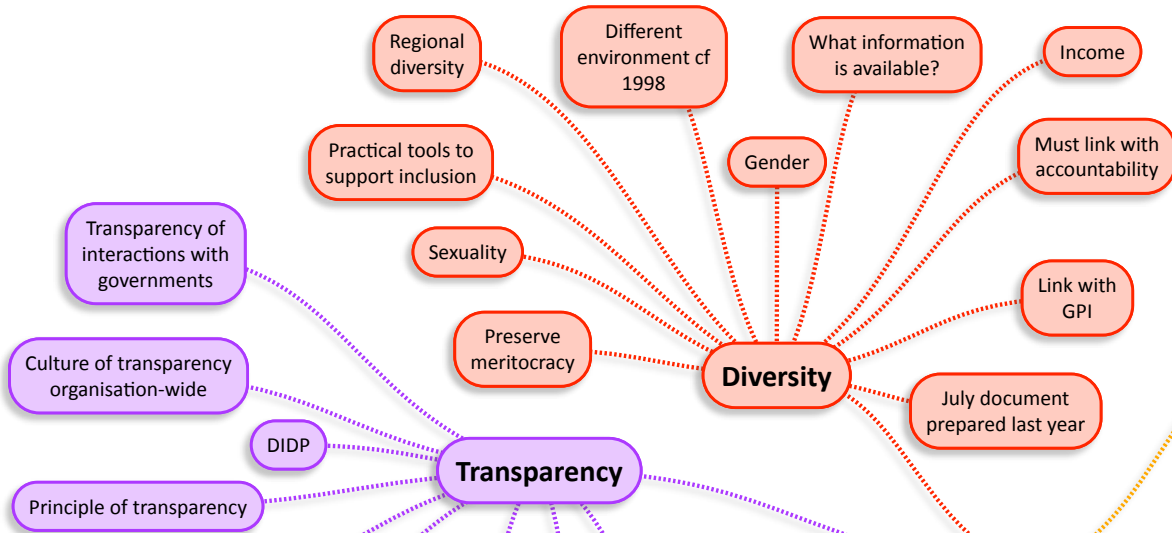 Regional
diversity
Different
environment cf
1998
What information
is available?
Income
Practical tools to
support inclusion
Gender
Must link with
accountability
Transparency of
interactions with
governments
Sexuality
Link with
GPI
Preserve
meritocracy
Diversity
Culture of transparency
organisation-wide
July document
prepared last year
DIDP
Transparency
Principle of transparency